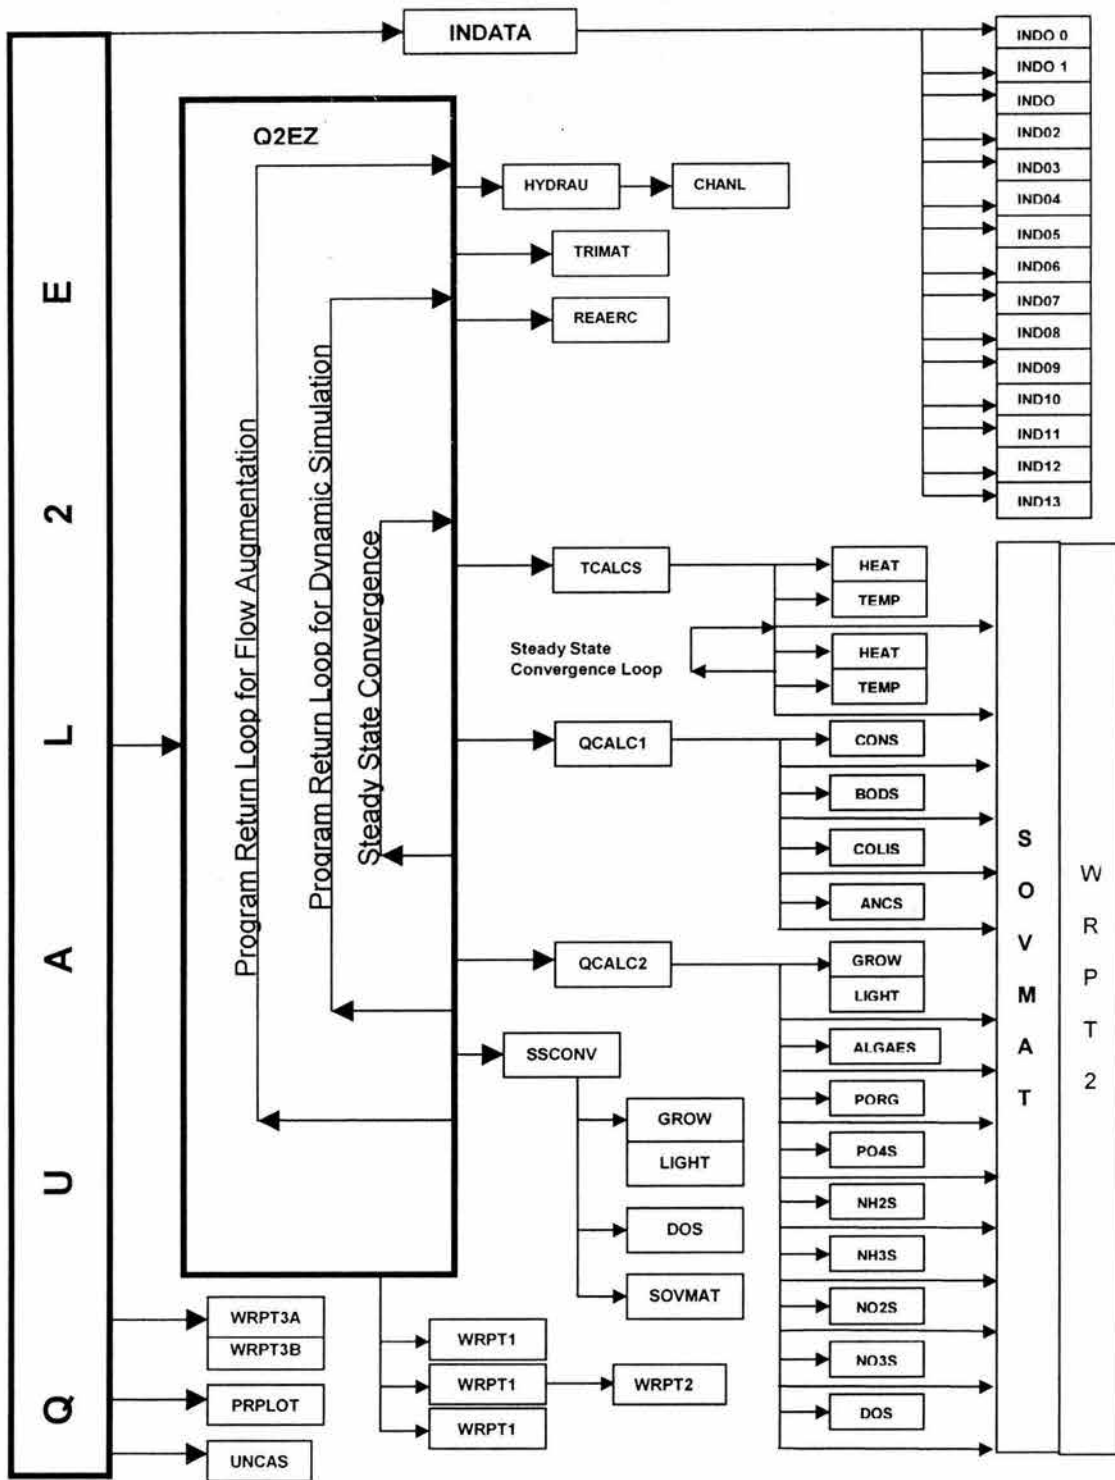 INDATA
INDO 0
INDO 1
INDO
IND02
IND03
IND04
IND05
IND06
IND07
IND08
IND09
IND10
IND11
IND12
IND13
QUAL2E
Q2EZ
Program Return Loop for Flow Augmentation
Program Return Loop for Dynamic Simulation
Steady State Convergence
HYDRAU
CHANL
TRIMAT
REAERC
TCALCS
HEAT
TEMP
Steady State
Convergence Loop
HEAT
TEMP
QCALC1
CONS
BODS
COLIS
ANCS
QCALC2
GROW
LIGHT
ALGAES
PORG
PO4S
NH2S
NH3S
NO2S
NO3S
DOS
SOVMAT
WRPT2
SSCONV
GROW
LIGHT
DOS
SOVMAT
WRPT3A
WRPT3B
PRPLOT
UNCAS
WRPT1
WRPT1
WRPT2
WRPT1